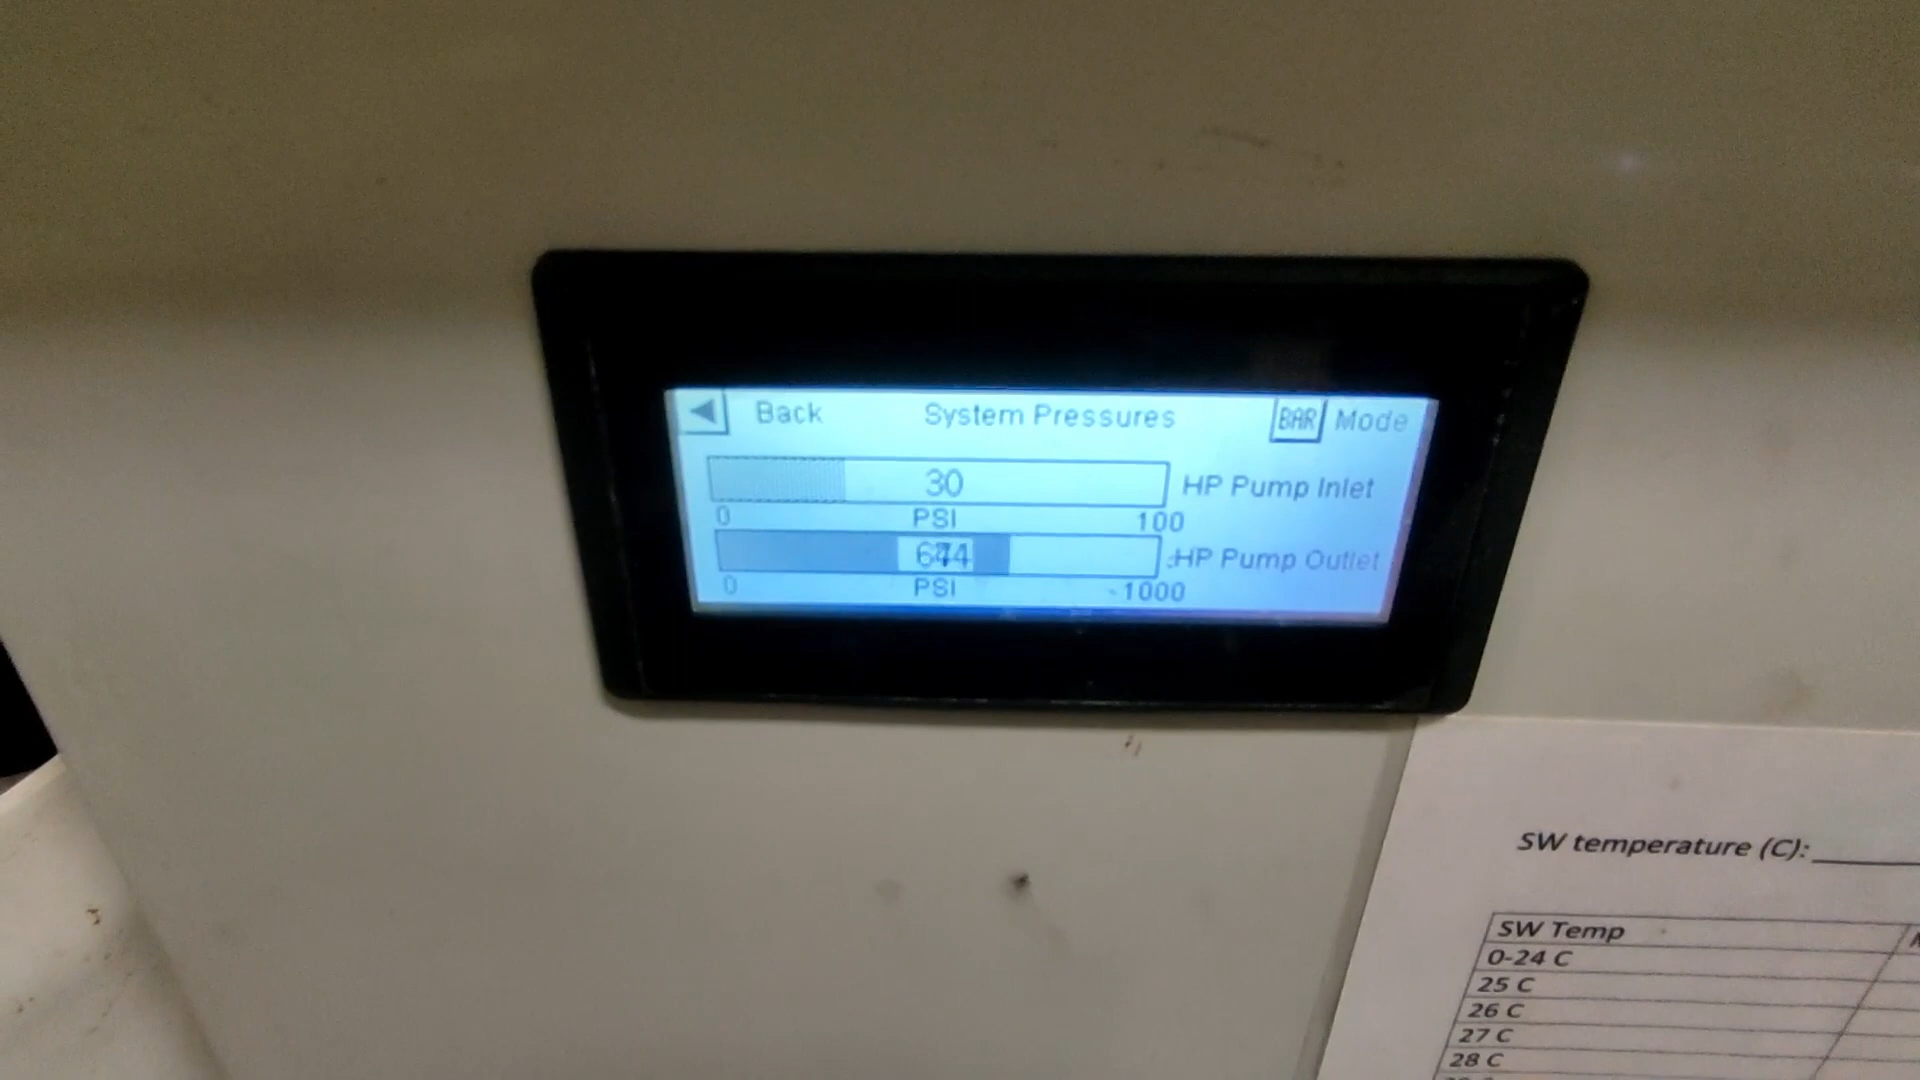 Back System Pressures BAR Mode
30 HP Pump Inlet
0 PSI 100
HP Pump Outlet
0 PSI 1000
SW temperature (C):
SW Temp
0-24 C
25 C
26 C
27 C
28 C